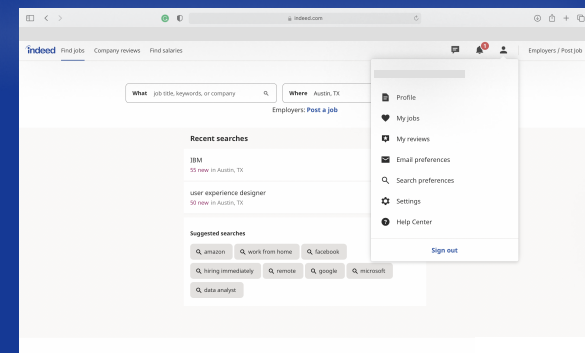 indeed.com
indeed Find jobs Company reviews Find salaries
1
Employers / Post Job
What job title, keywords, or company
Where Austin, TX
Employers: Post a job
Recent searches
IBM
55 new in Austin, TX
user experience designer
50 new in Austin, TX
Suggested searches
amazon work from home facebook
hiring immediately remote google microsoft
data analyst
Profile
My jobs
My reviews
Email preferences
Search preferences
Settings
Help Center
Sign out